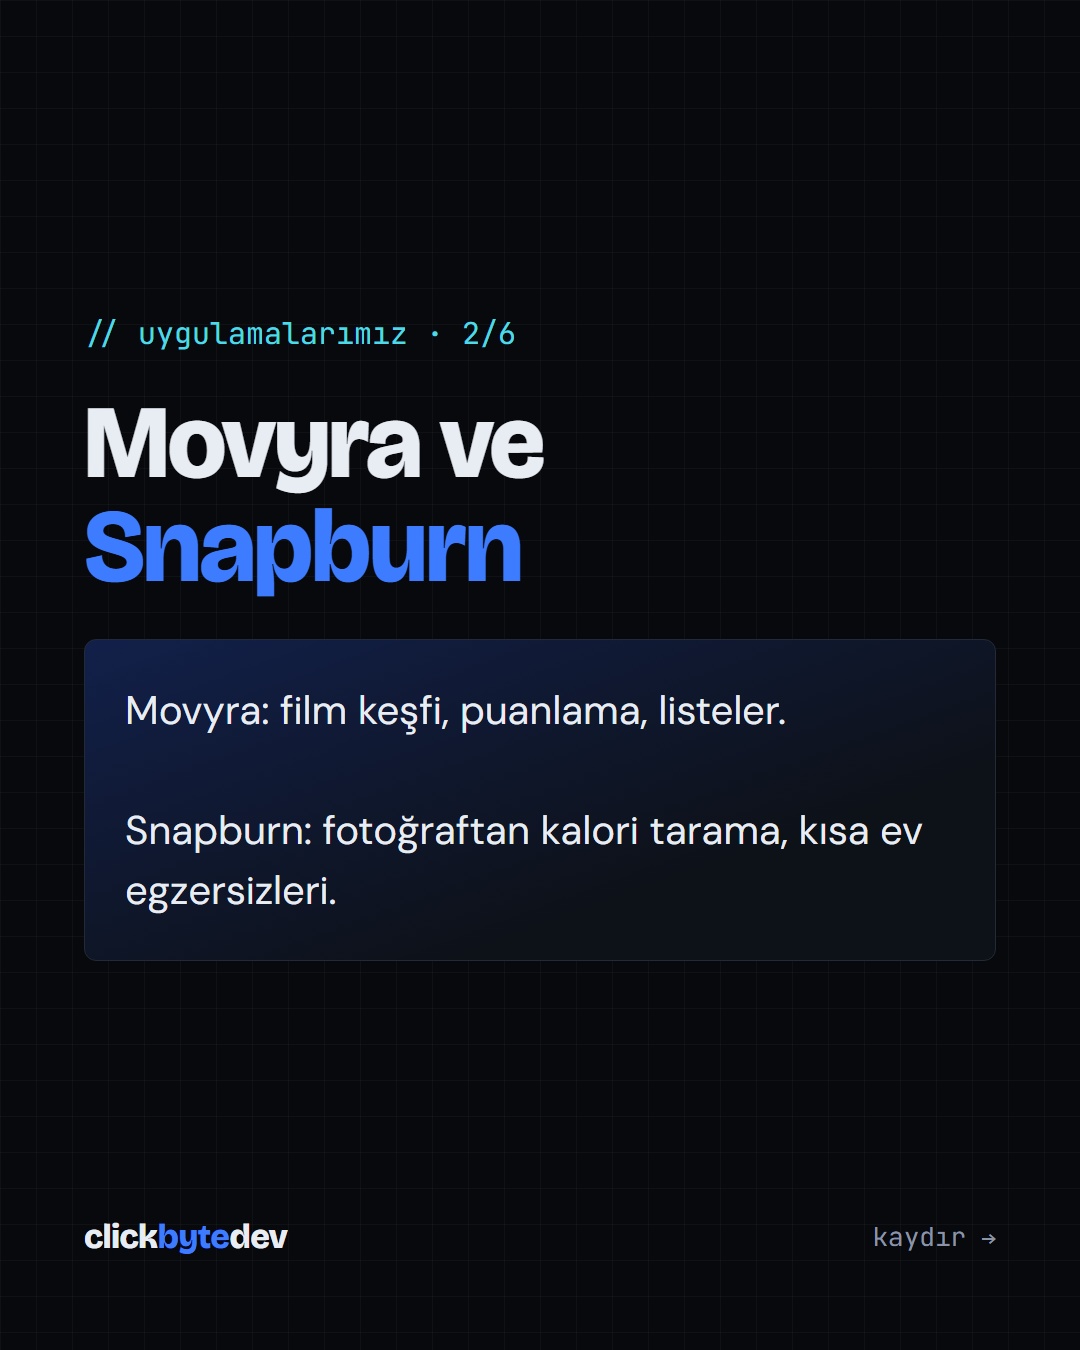 // uygulamalarımız · 2/6
Movyra ve
Snapburn
Movyra: film keşfi, puanlama, listeler.
Snapburn: fotoğraftan kalori tarama, kısa ev
egzersizleri.
clickbytedev
kaydır →